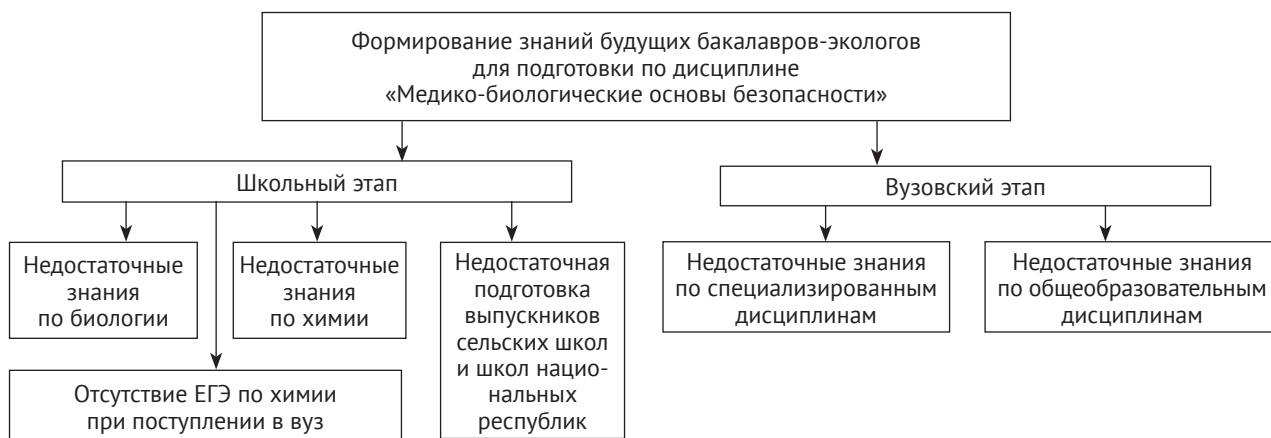 Формирование знаний будущих бакалавров-экологов
для подготовки по дисциплине
«Медико-биологические основы безопасности»
Школьный этап
Вузовский этап
Недостаточные
знания
по биологии
Недостаточные
знания
по химии
Недостаточная
подготовка
выпускников
сельских школ
и школ нацио-
нальных
республик
Недостаточные знания
по специализированным
дисциплинам
Недостаточные знания
по общеобразовательным
дисциплинам
Отсутствие ЕГЭ по химии
при поступлении в вуз